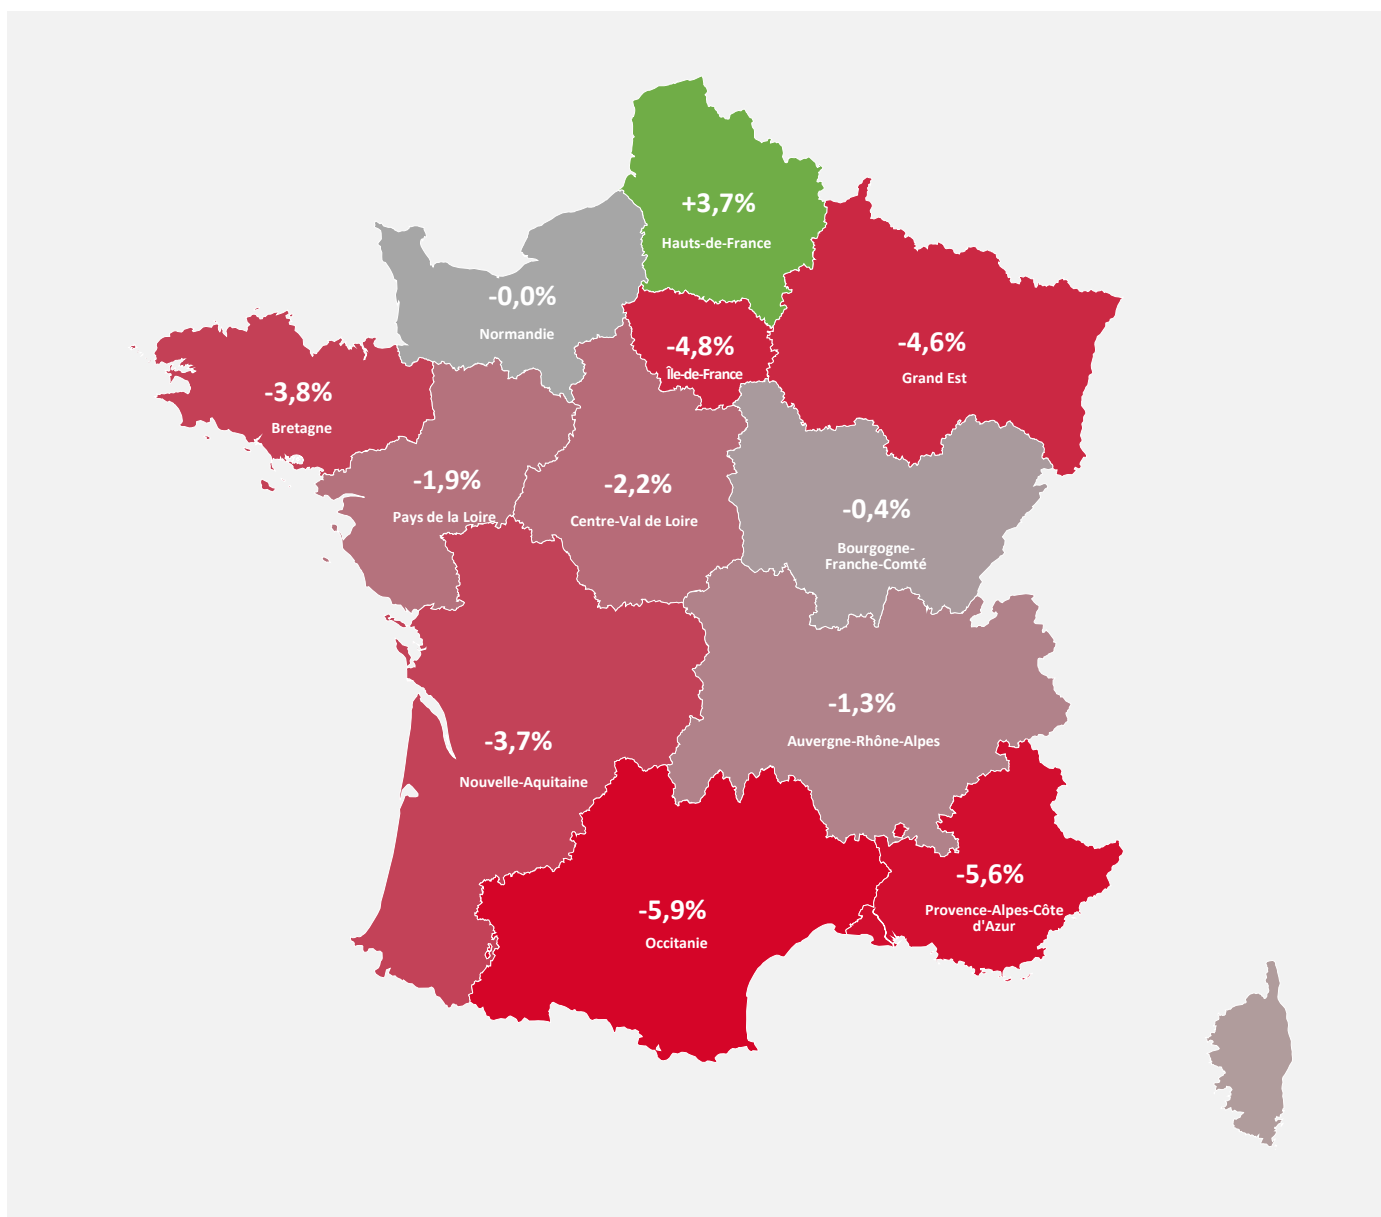 +3,7%
Hauts-de-France
-0,0%
Normandie
-4,8%
Île-de-France
-4,6%
Grand Est
-3,8%
Bretagne
-1,9%
Pays de la Loire
-2,2%
Centre-Val de Loire
-0,4%
Bourgogne-
Franche-Comté
-1,3%
Auvergne-Rhône-Alpes
-3,7%
Nouvelle-Aquitaine
-5,9%
Occitanie
-5,6%
Provence-Alpes-Côte
d'Azur